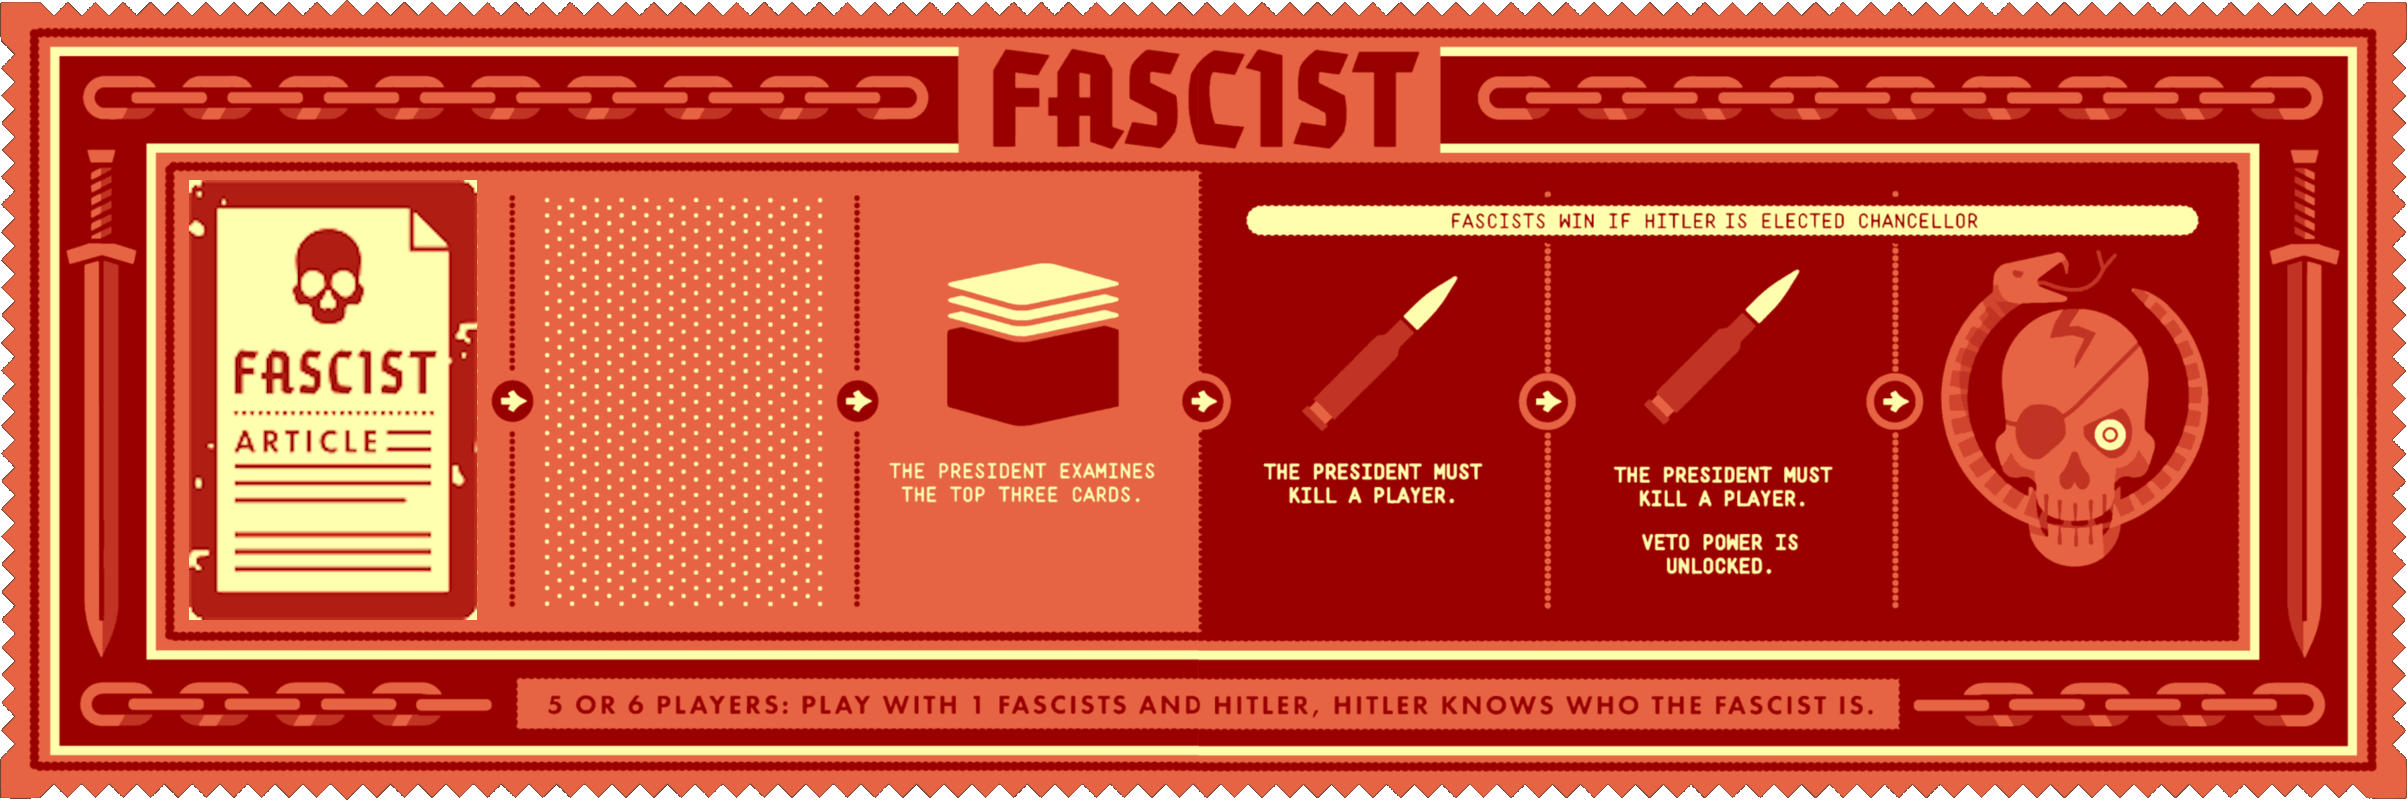 FASCIST
FASCISTS WIN IF HITLER IS ELECTED CHANCELLOR
FASCIST
ARTICLE
THE PRESIDENT EXAMINES
THE TOP THREE CARDS.
THE PRESIDENT MUST
KILL A PLAYER.
THE PRESIDENT MUST
KILL A PLAYER.
VETO POWER IS
UNLOCKED.
5 OR 6 PLAYERS: PLAY WITH 1 FASCISTS AND HITLER, HITLER KNOWS WHO THE FASCIST IS.